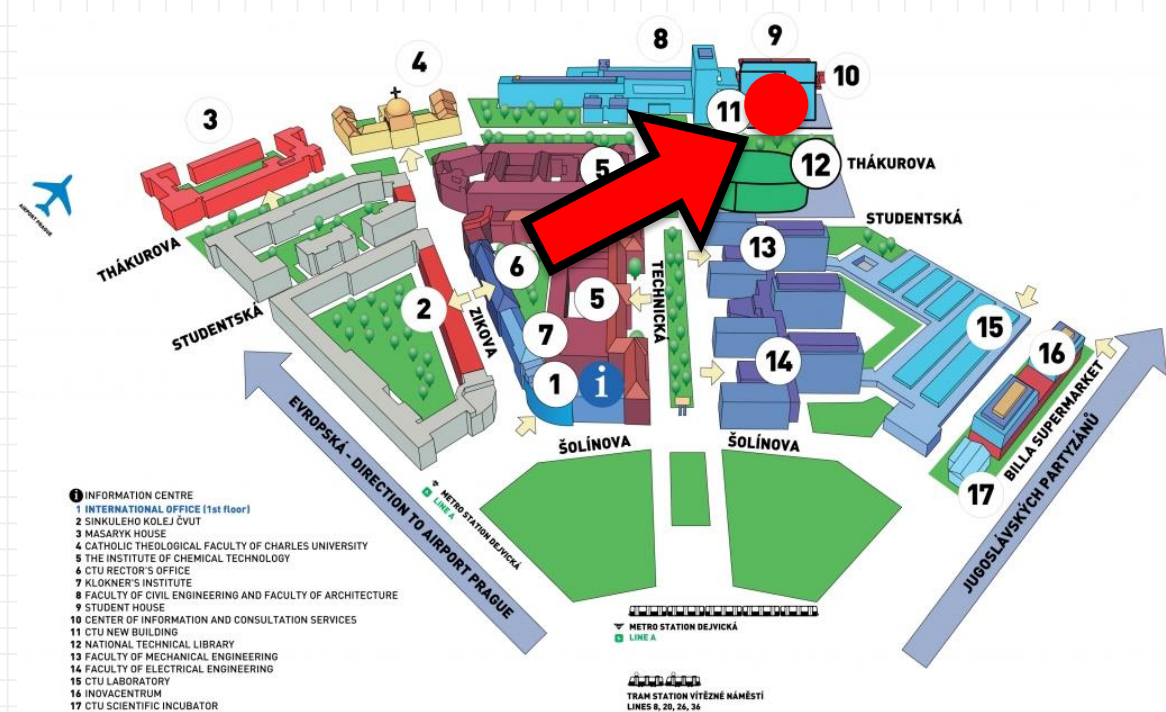 8
9
4
10
3
11
5
12
THÁKUROVA
AIRPORT PRAGUE
STUDENTSKÁ
THÁKUROVA
13
6
TECHNICKÁ
2
5
ZIKOVA
STUDENTSKÁ
7
15
14
16
1
i
BILLA SUPERMARKET
ŠOLÍNOVA
ŠOLÍNOVA
17
EVROPSKÁ - DIRECTION TO AIRPORT PRAGUE
METRO STATION DEJVICKÁ
LINE A
JUGOSLÁVSKÝCH PARTYZÁNŮ
i INFORMATION CENTRE
1 INTERNATIONAL OFFICE (1st floor)
2 SINKULEHO KOLEJ ČVUT
3 MASARYK HOUSE
4 CATHOLIC THEOLOGICAL FACULTY OF CHARLES UNIVERSITY
5 THE INSTITUTE OF CHEMICAL TECHNOLOGY
6 CTU RECTOR'S OFFICE
7 KLOKNER'S INSTITUTE
8 FACULTY OF CIVIL ENGINEERING AND FACULTY OF ARCHITECTURE
9 STUDENT HOUSE
10 CENTER OF INFORMATION AND CONSULTATION SERVICES
11 CTU NEW BUILDING
12 NATIONAL TECHNICAL LIBRARY
13 FACULTY OF MECHANICAL ENGINEERING
14 FACULTY OF ELECTRICAL ENGINEERING
15 CTU LABORATORY
16 INOVACENTRUM
17 CTU SCIENTIFIC INCUBATOR
METRO STATION DEJVICKÁ
LINE A
TRAM STATION VÍTĚZNÉ NÁMĚSTÍ
LINES 8, 20, 26, 36